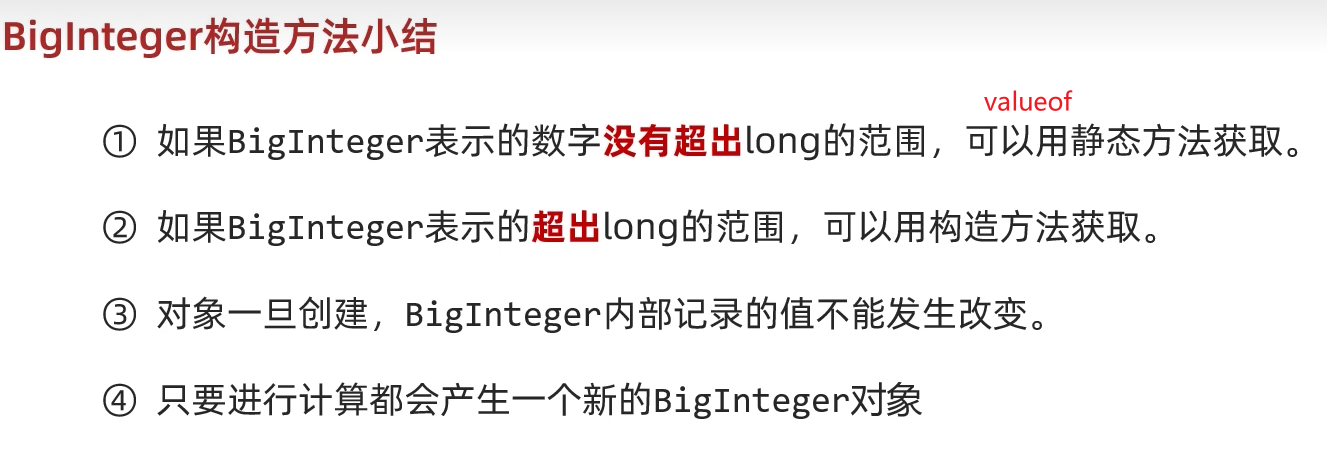 BigInteger构造方法小结
valueof
① 如果BigInteger表示的数字没有超出long的范围，可以用静态方法获取。
② 如果BigInteger表示的超出long的范围，可以用构造方法获取。
③ 对象一旦创建，BigInteger内部记录的值不能发生改变。
④ 只要进行计算都会产生一个新的BigInteger对象